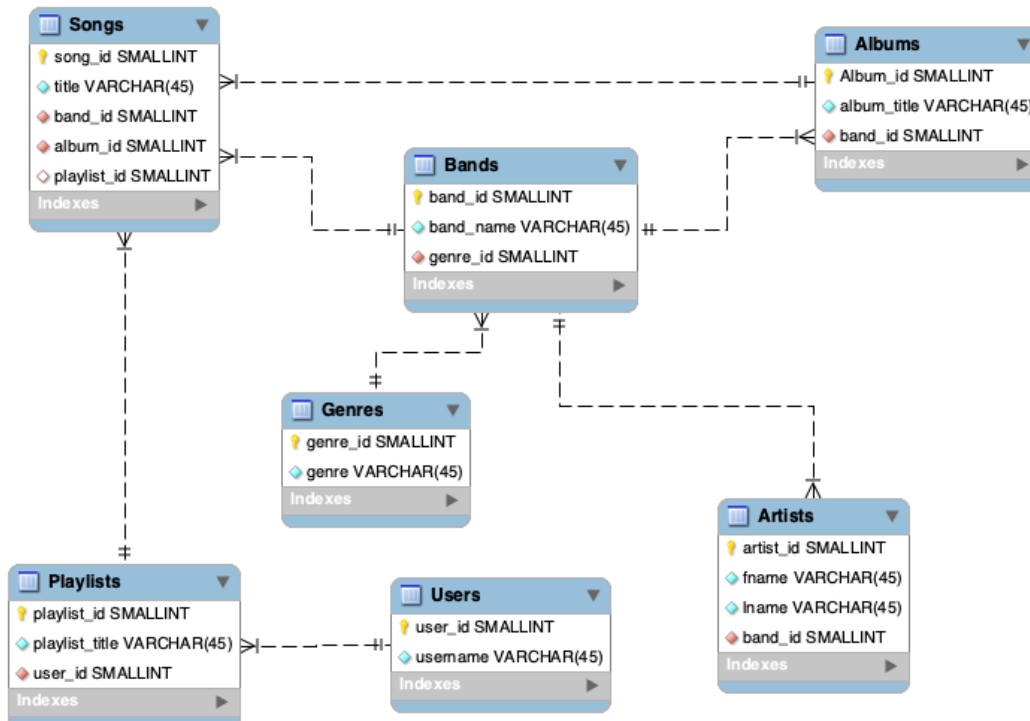 Songs
song_id SMALLINT
title VARCHAR(45)
band_id SMALLINT
album_id SMALLINT
playlist_id SMALLINT
Indexes
Albums
Album_id SMALLINT
album_title VARCHAR(45)
band_id SMALLINT
Indexes
Bands
band_id SMALLINT
band_name VARCHAR(45)
genre_id SMALLINT
Indexes
Genres
genre_id SMALLINT
genre VARCHAR(45)
Indexes
Artists
artist_id SMALLINT
fname VARCHAR(45)
lname VARCHAR(45)
band_id SMALLINT
Indexes
Playlists
playlist_id SMALLINT
playlist_title VARCHAR(45)
user_id SMALLINT
Indexes
Users
user_id SMALLINT
username VARCHAR(45)
Indexes